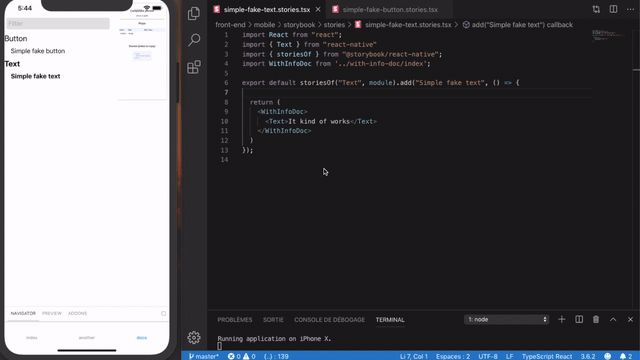 5:44
Filter
Button
Simple fake button
Text
Simple fake text
NAVIGATOR PREVIEW ADDONS
index another docs
simple-fake-text.stories.tsx × simple-fake-button.stories.tsx
front-end > mobile > storybook > stories > simple-fake-text.stories.tsx > add("Simple fake text") callback
1 import React from "react";
2 import { Text } from "react-native"
3 import { storiesOf } from "@storybook/react-native";
4 import WithInfoDoc from '../with-info-doc/index';
5
6 export default storiesOf("Text", module).add("Simple fake text", () => {
7
8 return (
9 <WithInfoDoc>
10 <Text>It kind of works</Text>
11 </WithInfoDoc>
12 )
13 });
14
PROBLÈMES SORTIE CONSOLE DE DÉBOGAGE TERMINAL 1: node
Running application on iPhone X.
master* 0 0 {..} : 139 Li 7, Col 1 Espaces : 2 UTF-8 LF TypeScript React 3.6.2 2